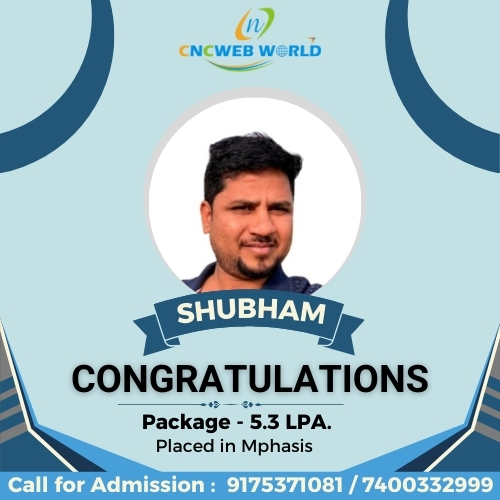 CNCWEB WORLD
SHUBHAM
CONGRATULATIONS
Package - 5.3 LPA.
Placed in Mphasis
Call for Admission : 9175371081 / 7400332999